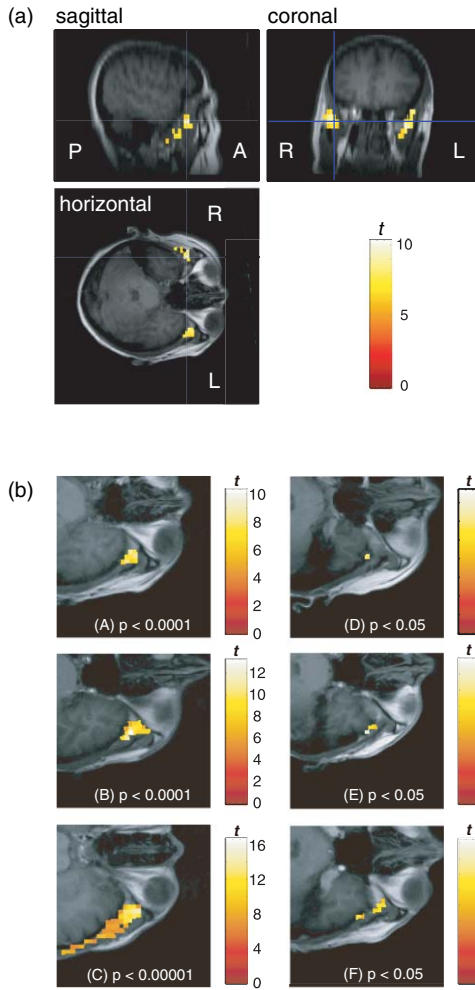 (a) sagittal coronal
P A R L
horizontal R
L
t
10
5
0
(b)
t
10
8
6
4
2
0
(A) p < 0.0001
t
(D) p < 0.05
t
12
10
8
6
4
2
0
(B) p < 0.0001
t
(E) p < 0.05
t
16
12
8
4
0
(C) p < 0.00001
t
(F) p < 0.05